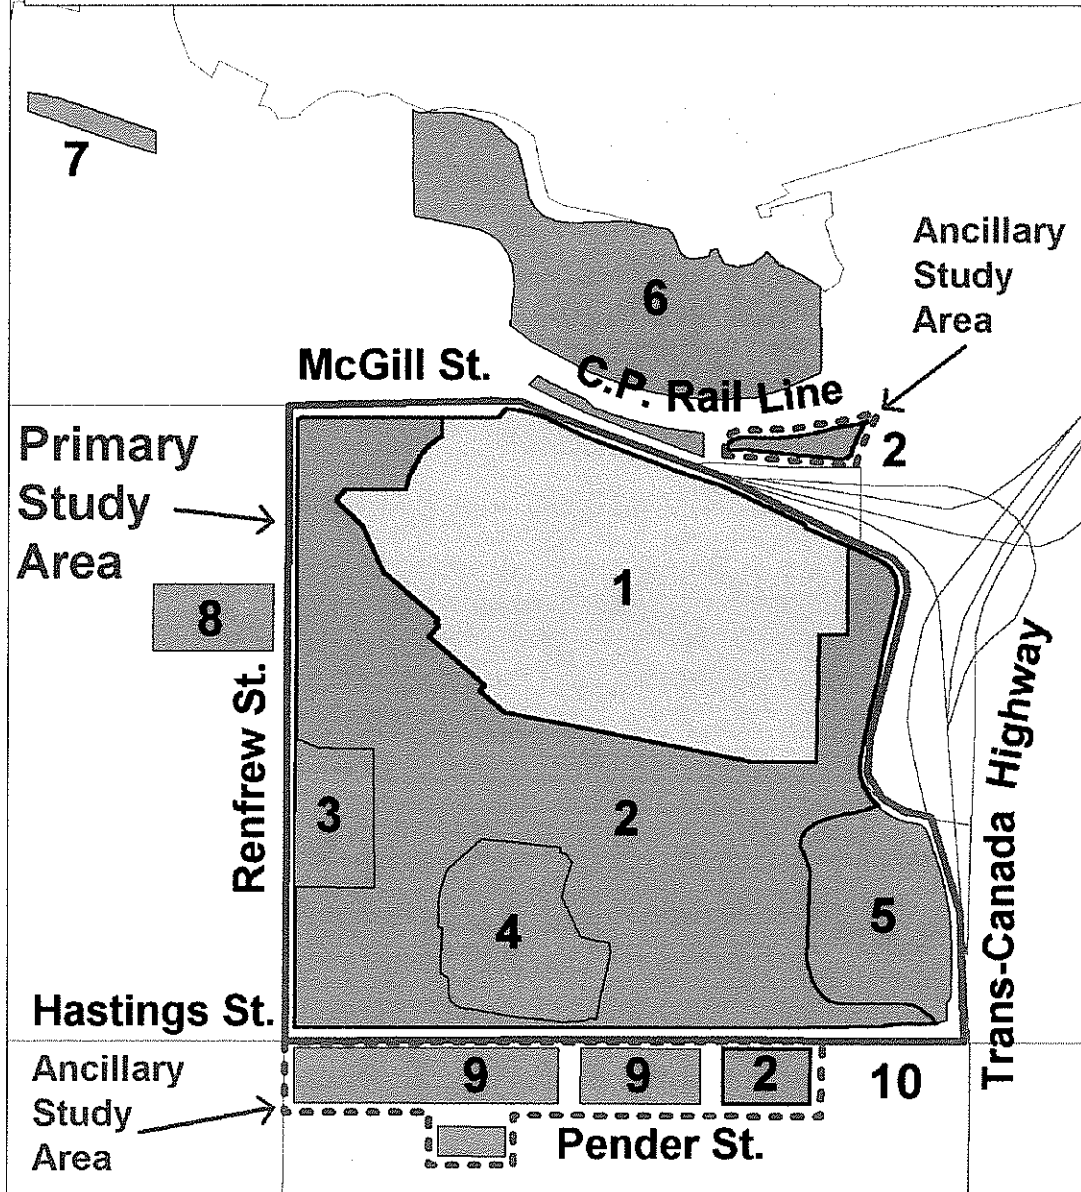 7
Ancillary
Study
Area
6
McGill St.
C.P. Rail Line
2
Primary
Study
Area
1
8
Renfrew St.
3
2
4
5
Trans-Canada Highway
Hastings St.
Ancillary
Study
Area
9
9
2
10
Pender St.